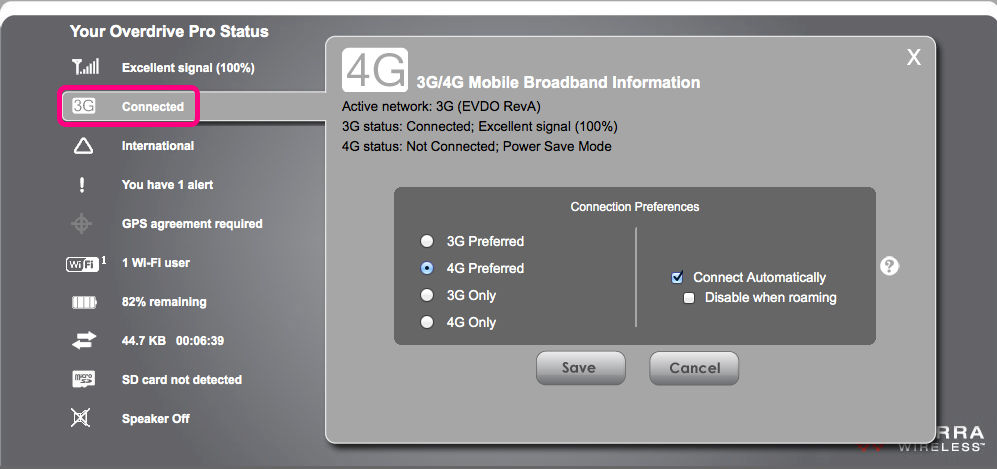 Your Overdrive Pro Status
Excellent signal (100%)
3G Connected
International
! You have 1 alert
GPS agreement required
WiFi 1 1 Wi-Fi user
82% remaining
44.7 KB 00:06:39
micro SD SD card not detected
Speaker Off
X
4G 3G/4G Mobile Broadband Information
Active network: 3G (EVDO RevA)
3G status: Connected; Excellent signal (100%)
4G status: Not Connected; Power Save Mode
Connection Preferences
3G Preferred
4G Preferred
3G Only
4G Only
Connect Automatically
Disable when roaming
?
Save Cancel
RRA
WIRELESS™